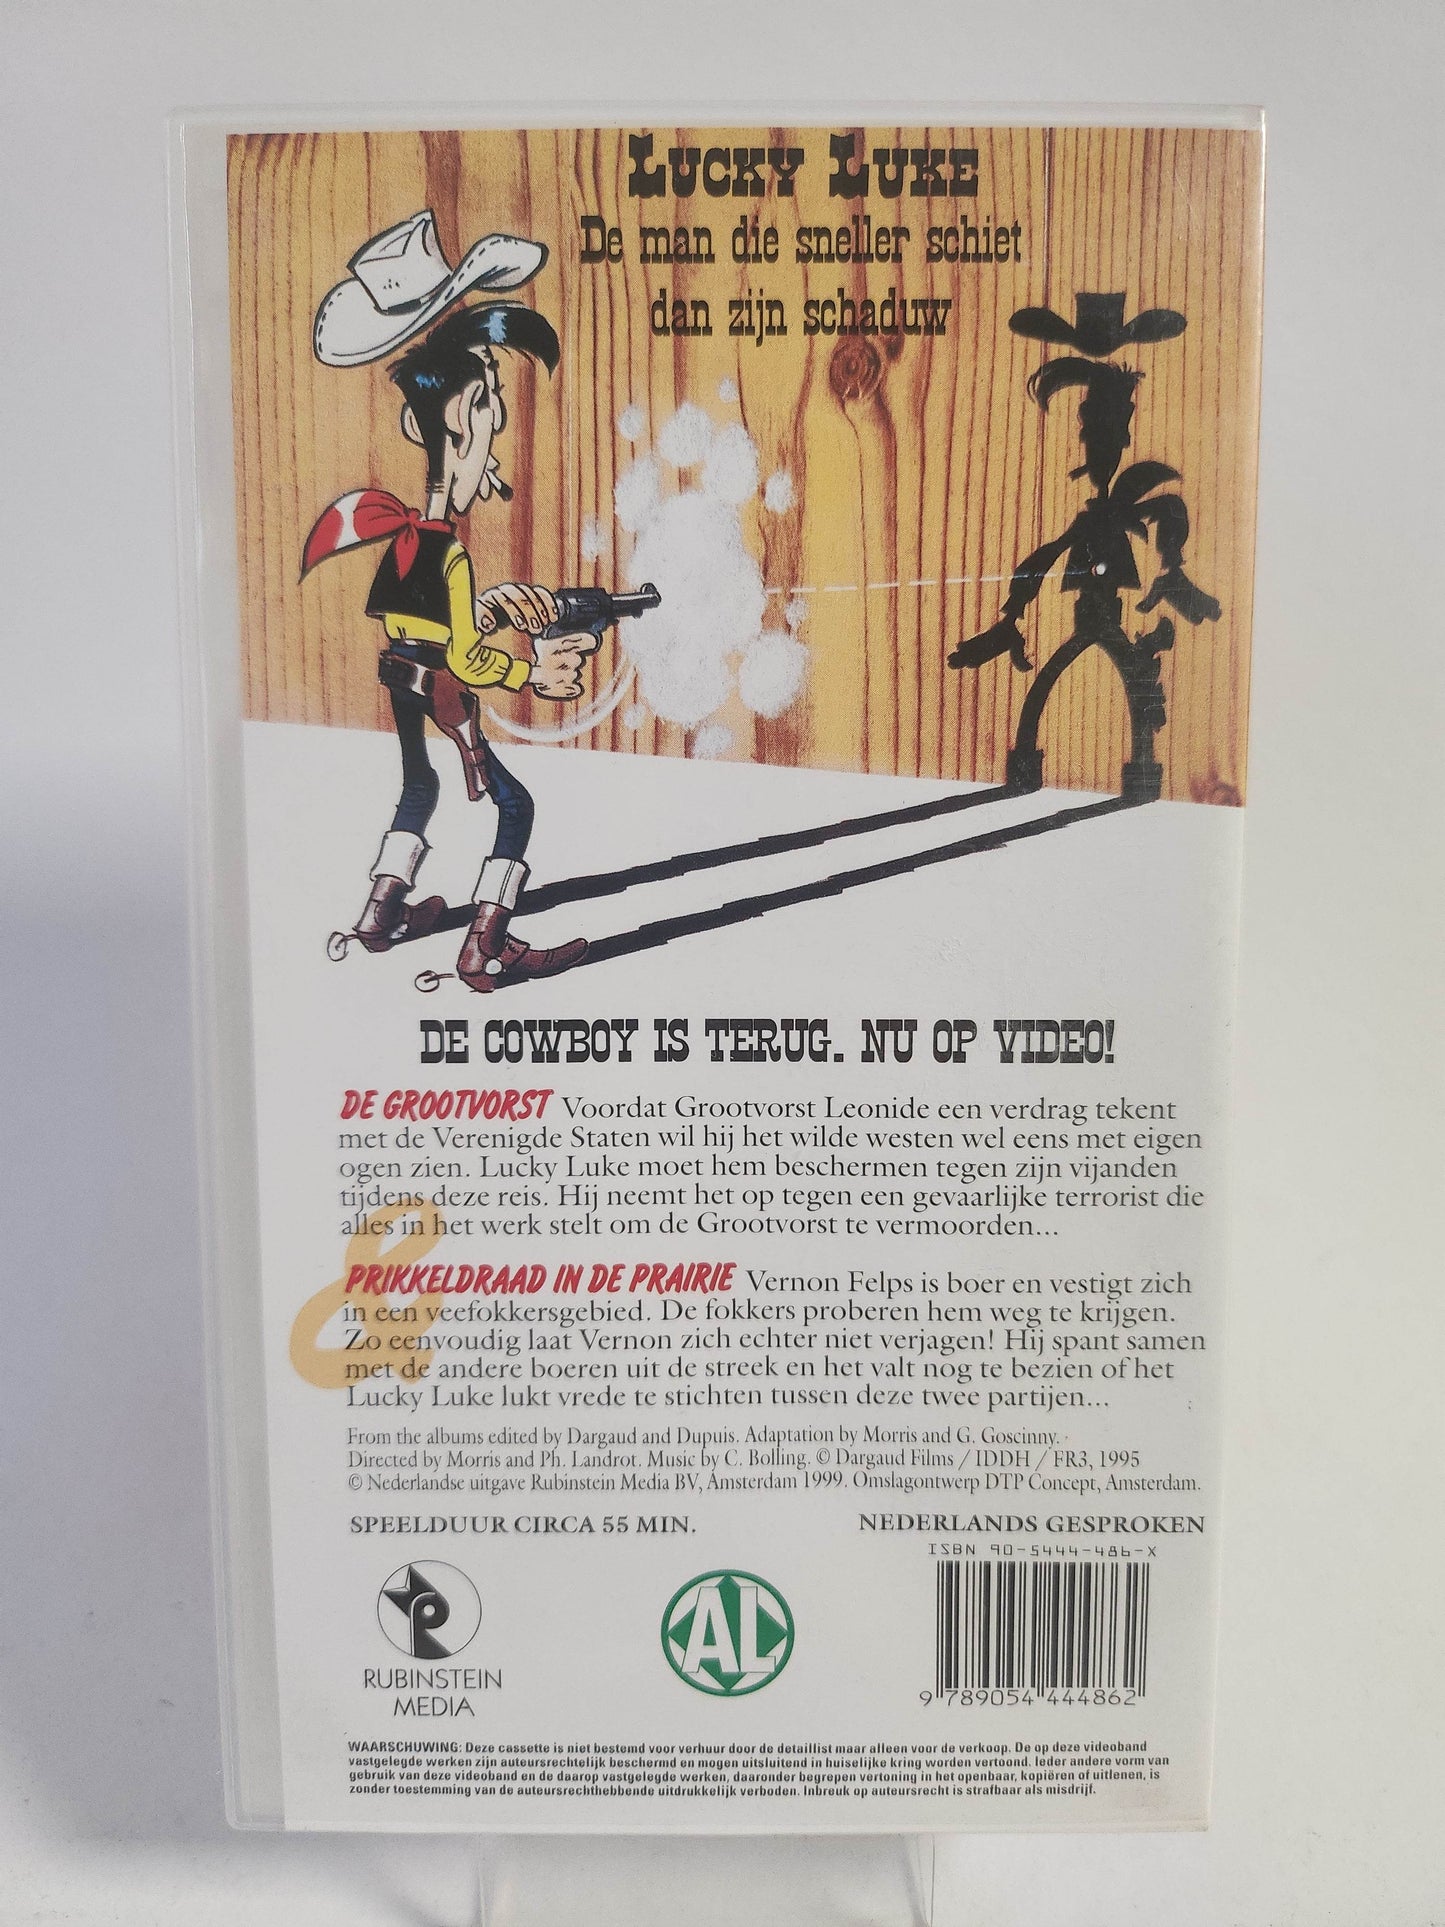 LUCKY LUKE
De man die sneller schiet
dan zijn schaduw
DE COWBOY IS TERUG. NU OP VIDEO!
DE GROOTVORST Voordat Grootvorst Leonide een verdrag tekent
met de Verenigde Staten wil hij het wilde westen wel eens met eigen
ogen zien. Lucky Luke moet hem beschermen tegen zijn vijanden
tijdens deze reis. Hij neemt het op tegen een gevaarlijke terrorist die
alles in het werk stelt om de Grootvorst te vermoorden...
8
PRIKKELDRAAD IN DE PRAIRIE Vernon Felps is boer en vestigt zich
in een veefokkersgebied. De fokkers proberen hem weg te krijgen.
Zo eenvoudig laat Vernon zich echter niet verjagen! Hij spant samen
met de andere boeren uit de streek en het valt nog te bezien of het
Lucky Luke lukt vrede te stichten tussen deze twee partijen...
From the albums edited by Dargaud and Dupuis. Adaptation by Morris and G. Goscinny.
Directed by Morris and Ph. Landrot. Music by C. Bolling. © Dargaud Films / IDDH / FR3, 1995
© Nederlandse uitgave Rubinstein Media BV, Amsterdam 1999. Omslagontwerp DTP Concept, Amsterdam.
SPEELDUUR CIRCA 55 MIN. NEDERLANDS GESPROKEN
ISBN 90-5444-486-X
AL
RUBINSTEIN
MEDIA
9 789054 444862
WAARSCHUWING: Deze cassette is niet bestemd voor verhuur door de detaillist maar alleen voor de verkoop. De op deze videoband
vastgelegde werken zijn auteursrechtelijk beschermd en mogen uitsluitend in huiselijke kring worden vertoond. Ieder andere vorm van
gebruik van deze videoband en de daarop vastgelegde werken, daaronder begrepen vertoning in het openbaar, kopiëren of uitlenen, is
zonder toestemming van de auteursrechthebbende uitdrukkelijk verboden. Inbreuk op auteursrecht is strafbaar als misdrijf.